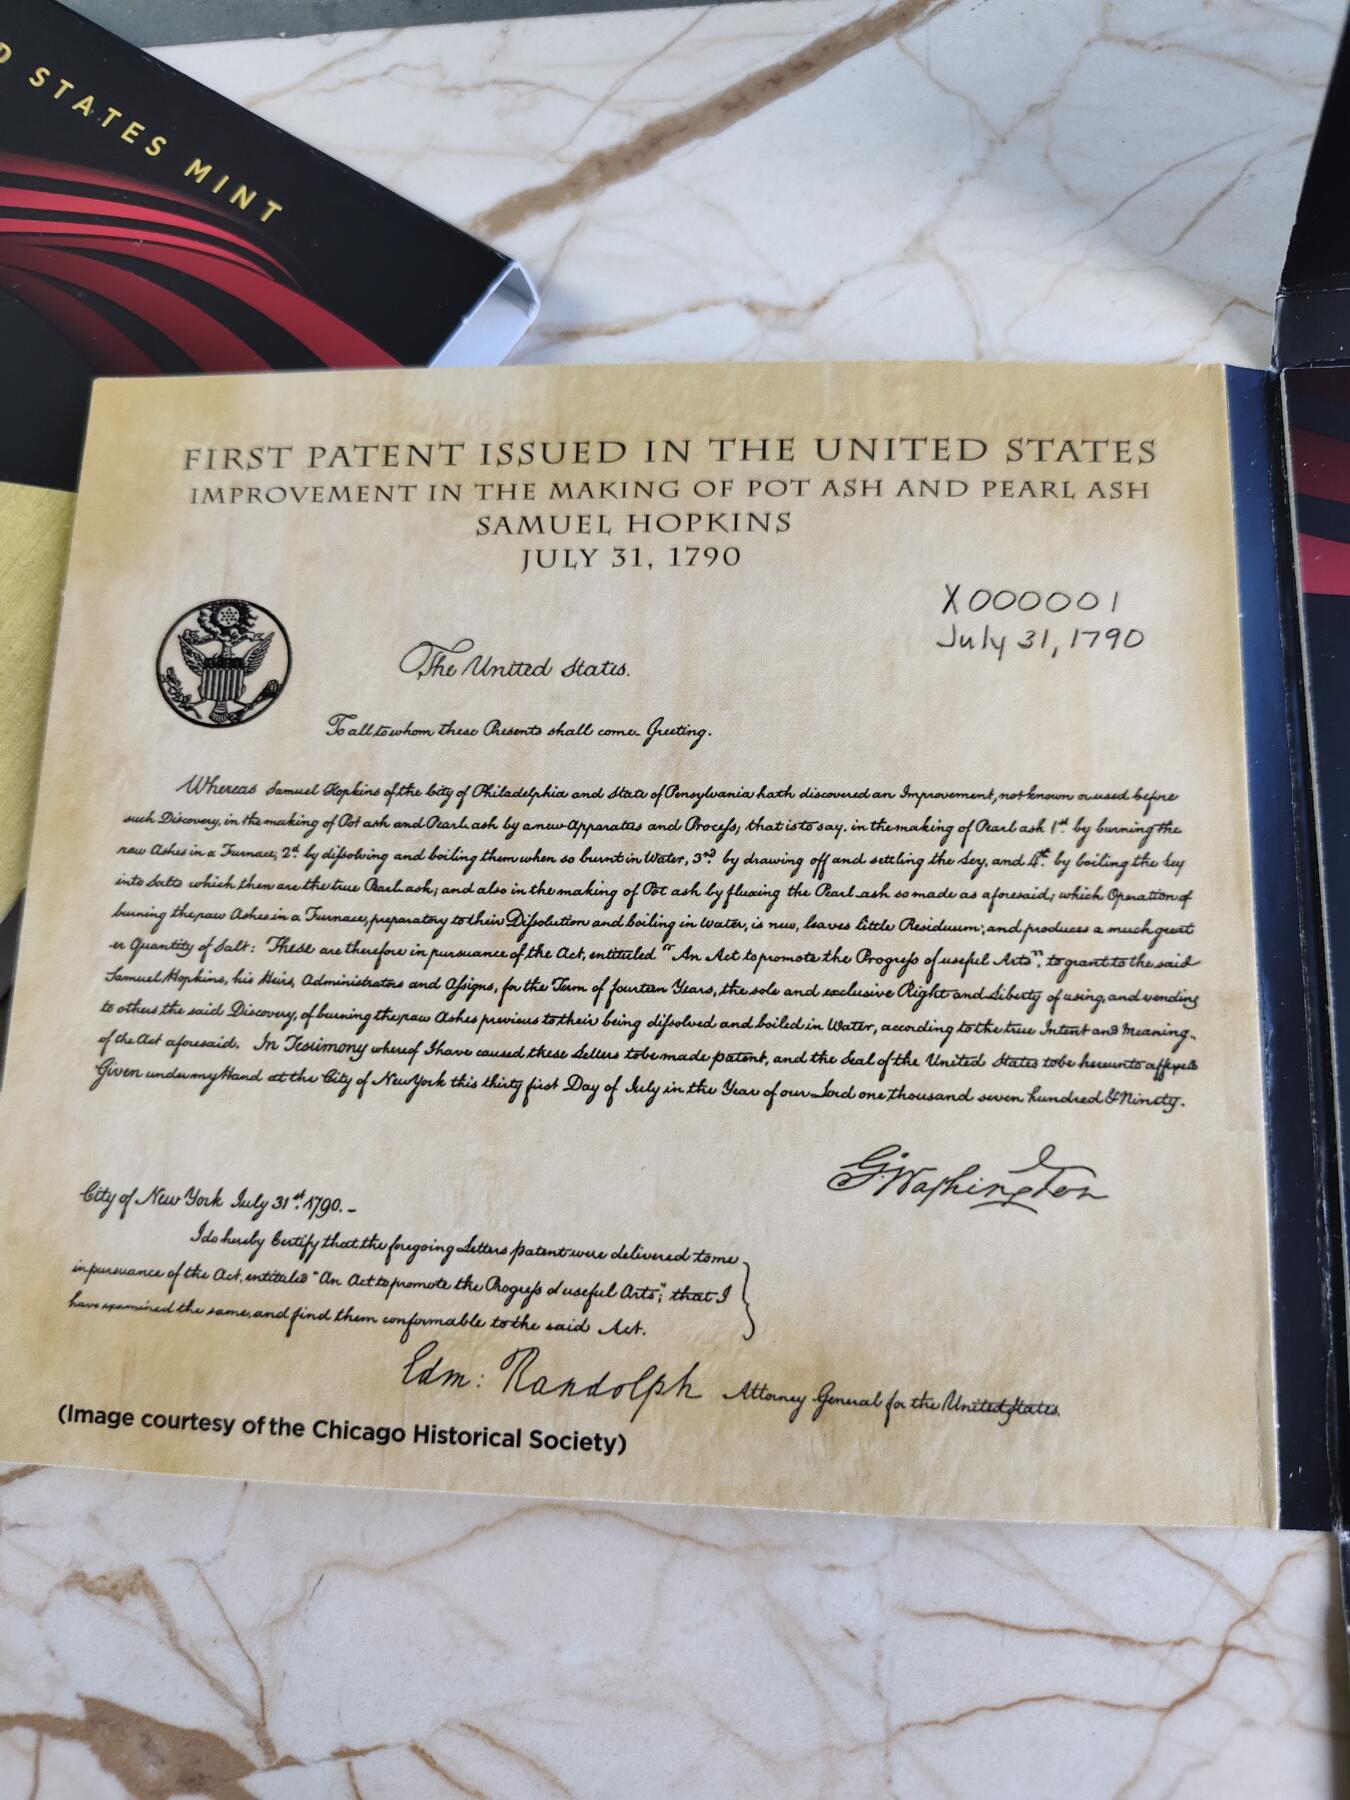 D STATES MINT
FIRST PATENT ISSUED IN THE UNITED STATES
IMPROVEMENT IN THE MAKING OF POT ASH AND PEARL ASH
SAMUEL HOPKINS
JULY 31, 1790
X000001
July 31, 1790
The United States.
To all to whom these Presents shall come. Greeting.
Whereas Samuel Hopkins of the City of Philadelphia and State of Pensylvania hath discovered an Improvement, not known or used before
such Discovery, in the making of Pot ash and Pearl ash by a new Apparatus and Process; that is to say, in the making of Pearl ash 1st. by burning the
raw Ashes in a Furnace, 2d. by dissolving and boiling them when so burnt in Water, 3rd. by drawing off and settling the Ley, and 4th. by boiling the Ley
into Salts which then are the true Pearl ash; and also in the making of Pot ash by fluxing the Pearl ash so made as aforesaid; which Operation of
burning the raw Ashes in a Furnace, preparatory to their Dissolution and boiling in Water, is new, leaves little Residuum; and produces a much great
er Quantity of Salt: These are therefore in pursuance of the Act, entituled "An Act to promote the Progress of useful Arts", to grant to the said
Samuel Hopkins, his Heirs, Administrators and Assigns, for the Term of fourteen Years, the sole and exclusive Right and Liberty of using, and vending
to others the said Discovery, of burning the raw Ashes previous to their being dissolved and boiled in Water, according to the true Intent and Meaning
of the Act aforesaid. In Testimony whereof I have caused these Letters to be made patent, and the Seal of the United States to be hereunto affixed
Given under my Hand at the City of New York this thirty first Day of July in the Year of our Lord one thousand seven hundred & Ninety.
G. Washington
City of New York July 31st. 1790. –
I do hereby Certify that the foregoing Letters patent were delivered to me
in pursuance of the Act, entituled "An Act to promote the Progress of useful Arts"; that I
have examined the same, and find them conformable to the said Act.
Edm: Randolph Attorney General for the United States.
(Image courtesy of the Chicago Historical Society)